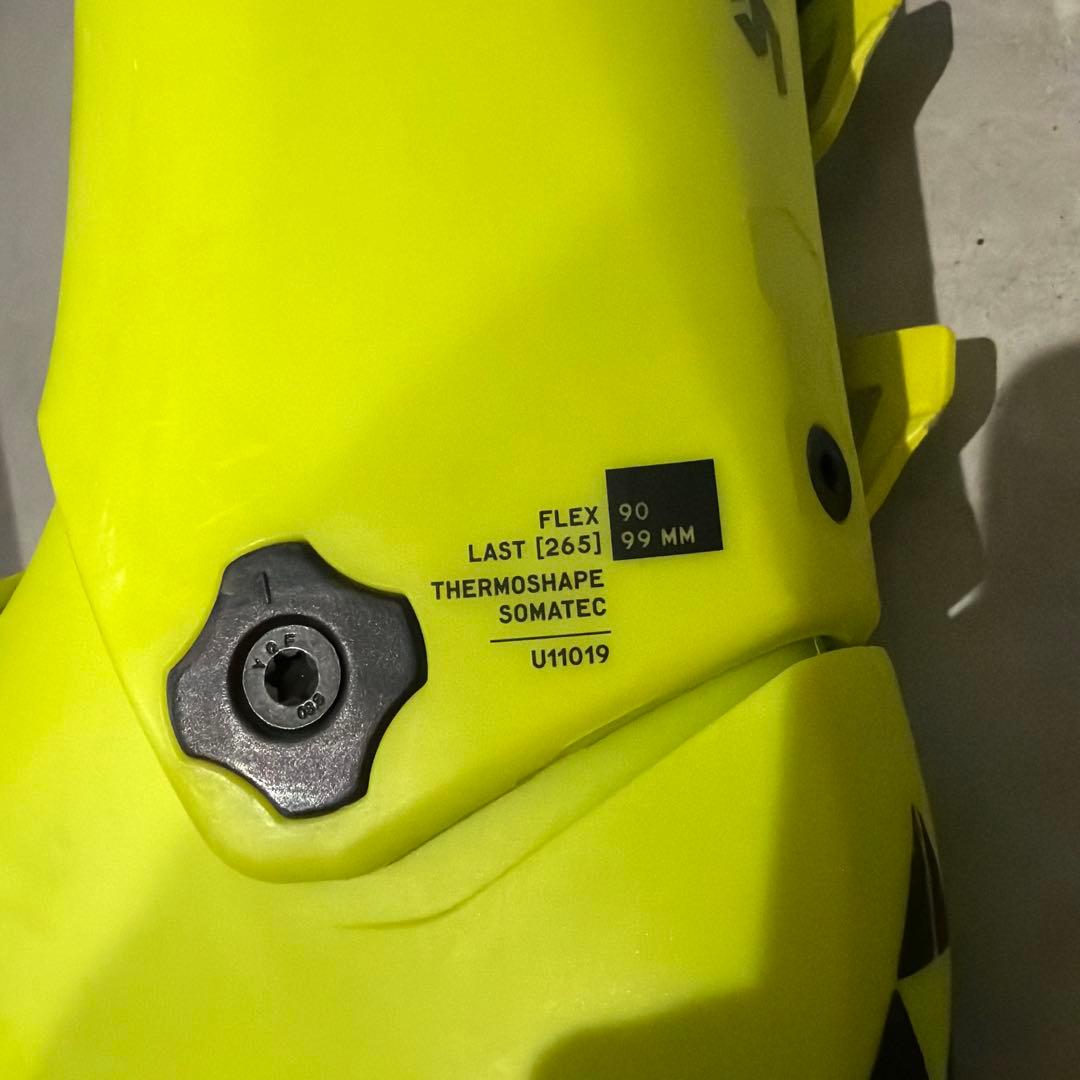 FLEX 90
LAST [265] 99 MM
THERMOSHAPE
SOMATEC
U11019